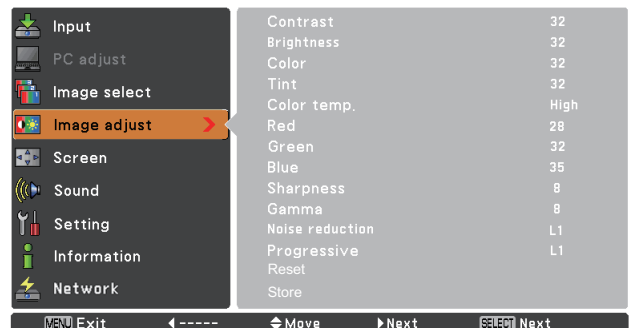 Input
PC adjust
Image select
Image adjust
Screen
Sound
Setting
Information
Network
Contrast 32
Brightness 32
Color 32
Tint 32
Color temp. High
Red 28
Green 32
Blue 35
Sharpness 8
Gamma 8
Noise reduction L1
Progressive L1
Reset
Store
MENU Exit ----- Move Next SELECT Next